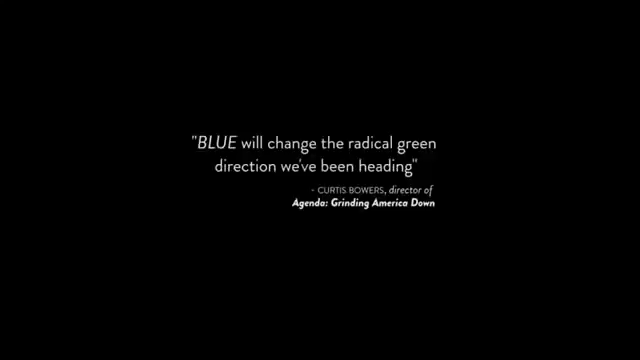 "BLUE will change the radical green
direction we've been heading"
- CURTIS BOWERS, director of
Agenda: Grinding America Down